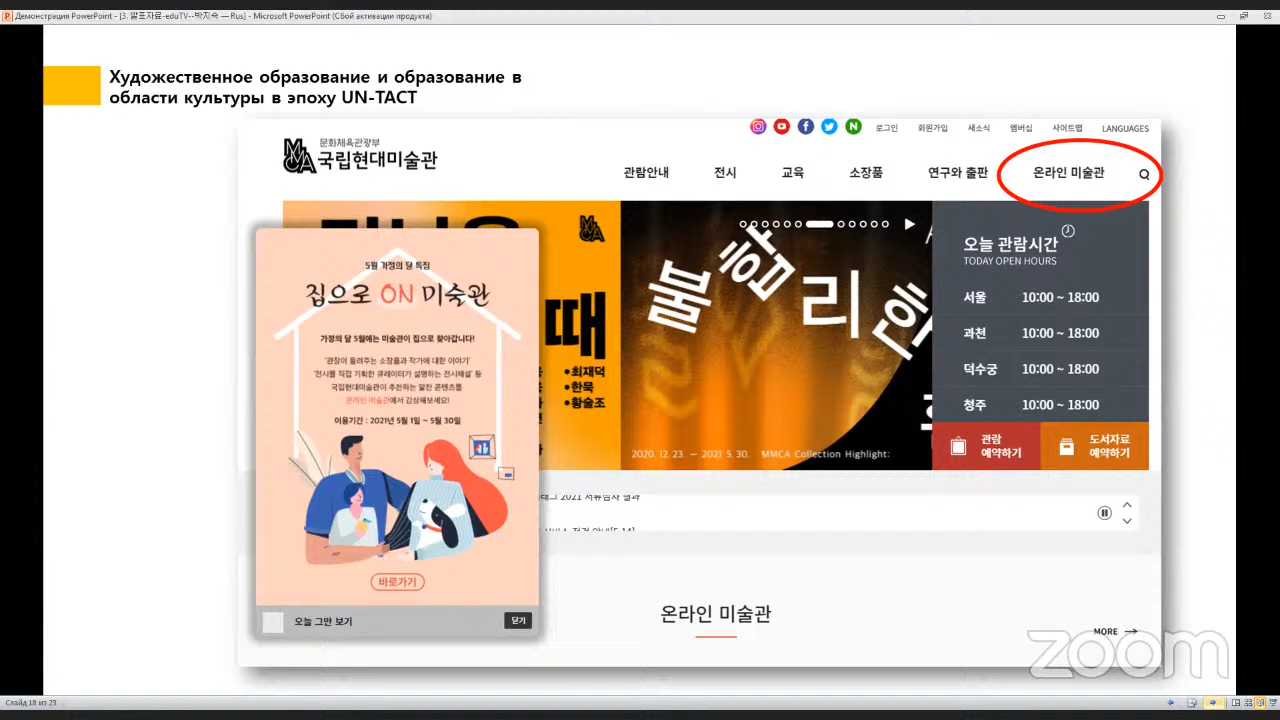 Демонстрация PowerPoint - [3. 발표자료-eduTV--박지숙 — Rus] - Microsoft PowerPoint (Сбой активации продукта)
Художественное образование и образование в
области культуры в эпоху UN-TACT
로그인 회원가입 새소식 멤버십 사이트맵 LANGUAGES
문화체육관광부
국립현대미술관
관람안내 전시 교육 소장품 연구와 출판 온라인 미술관
5월 가정의 달 특집
집으로 ON 미술관
가정의 달 5월에는 미술관이 집으로 찾아갑니다!
'관장이 들려주는 소장품과 작가에 대한 이야기'
'전시를 직접 기획한 큐레이터가 설명하는 전시해설' 등
국립현대미술관이 추천하는 알찬 콘텐츠를
온라인 미술관에서 감상해보세요!
이용기간 : 2021년 5월 1일 ~ 5월 30일
바로가기
오늘 그만 보기
닫기
때
•최재덕
•한묵
•황술조
불합리한
2020. 12. 23. — 2021. 5. 30. MMCA Collection Highlight:
오늘 관람시간
TODAY OPEN HOURS
서울 10:00 ~ 18:00
과천 10:00 ~ 18:00
덕수궁 10:00 ~ 18:00
청주 10:00 ~ 18:00
관람
예약하기
도서자료
예약하기
온라인 미술관
MORE
zoom
Слайд 18 из 23